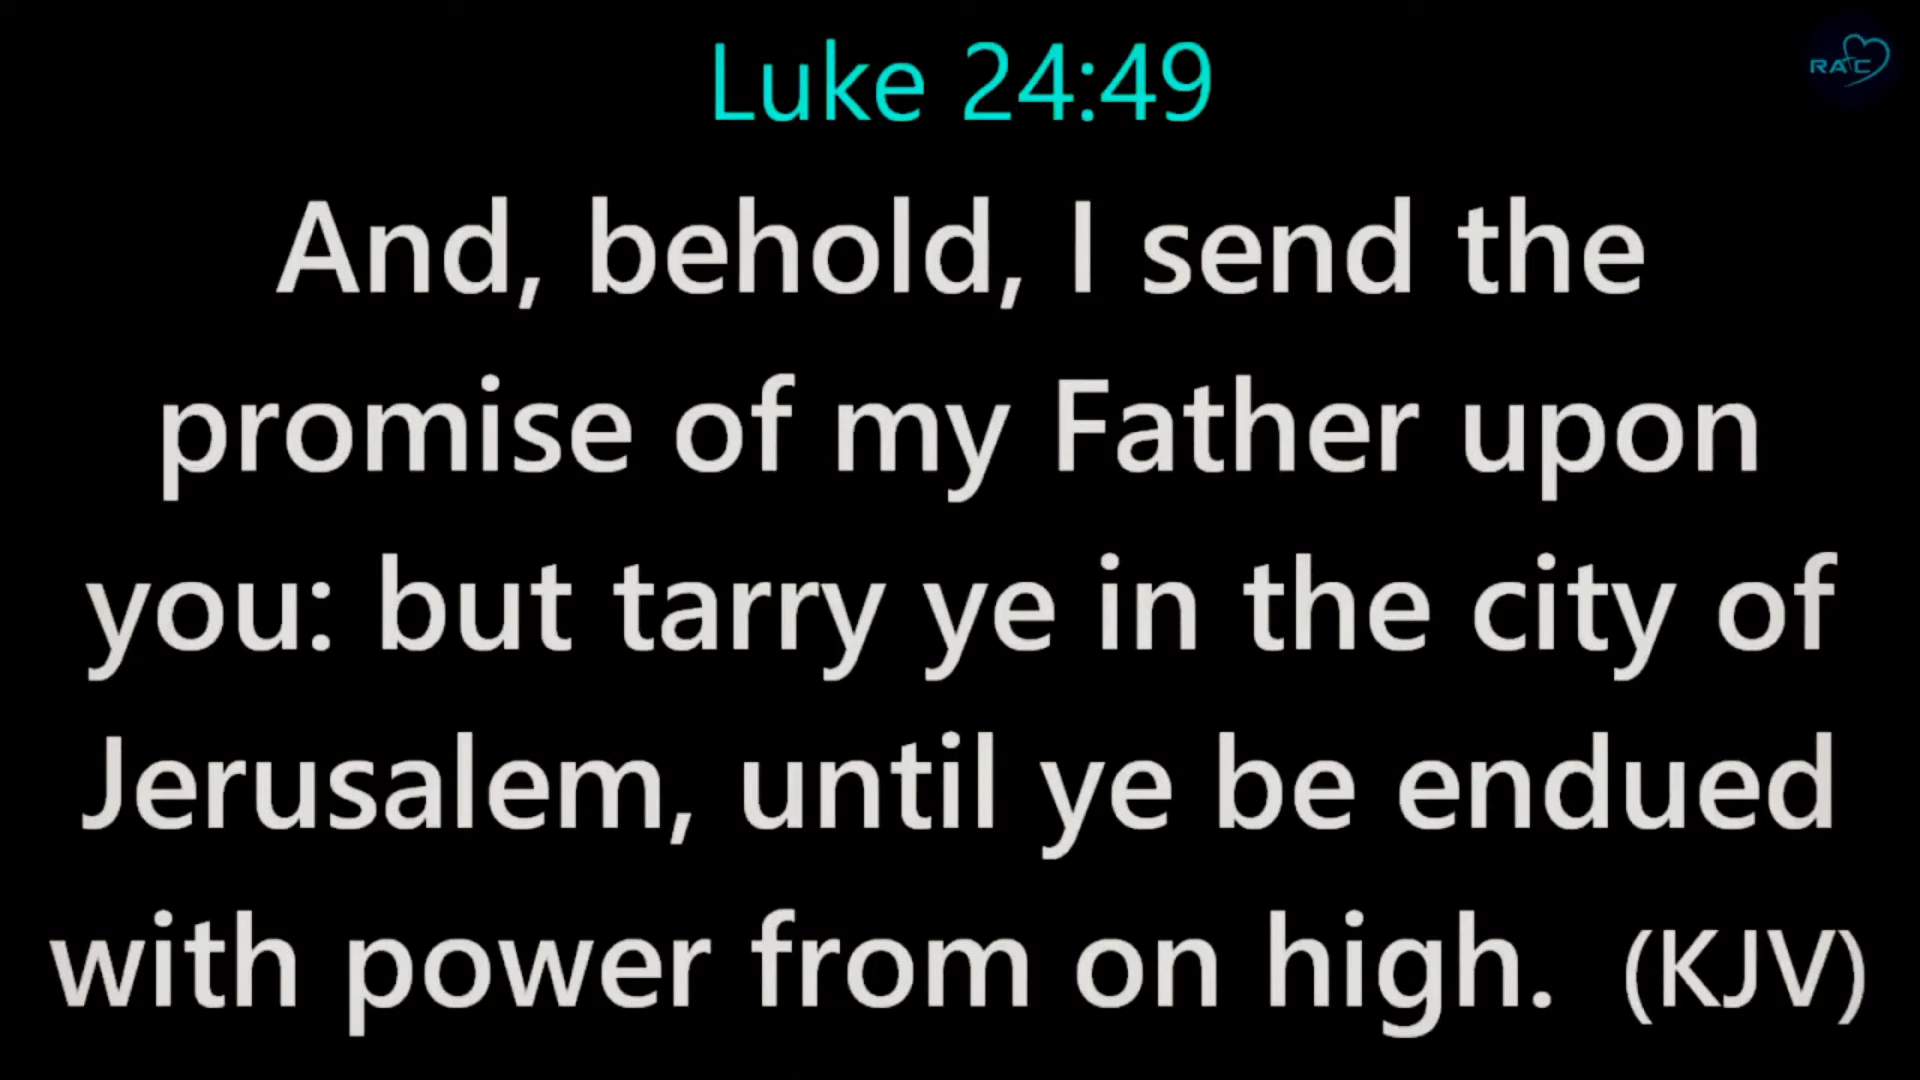 Luke 24:49
RAC
And, behold, I send the
promise of my Father upon
you: but tarry ye in the city of
Jerusalem, until ye be endued
with power from on high. (KJV)